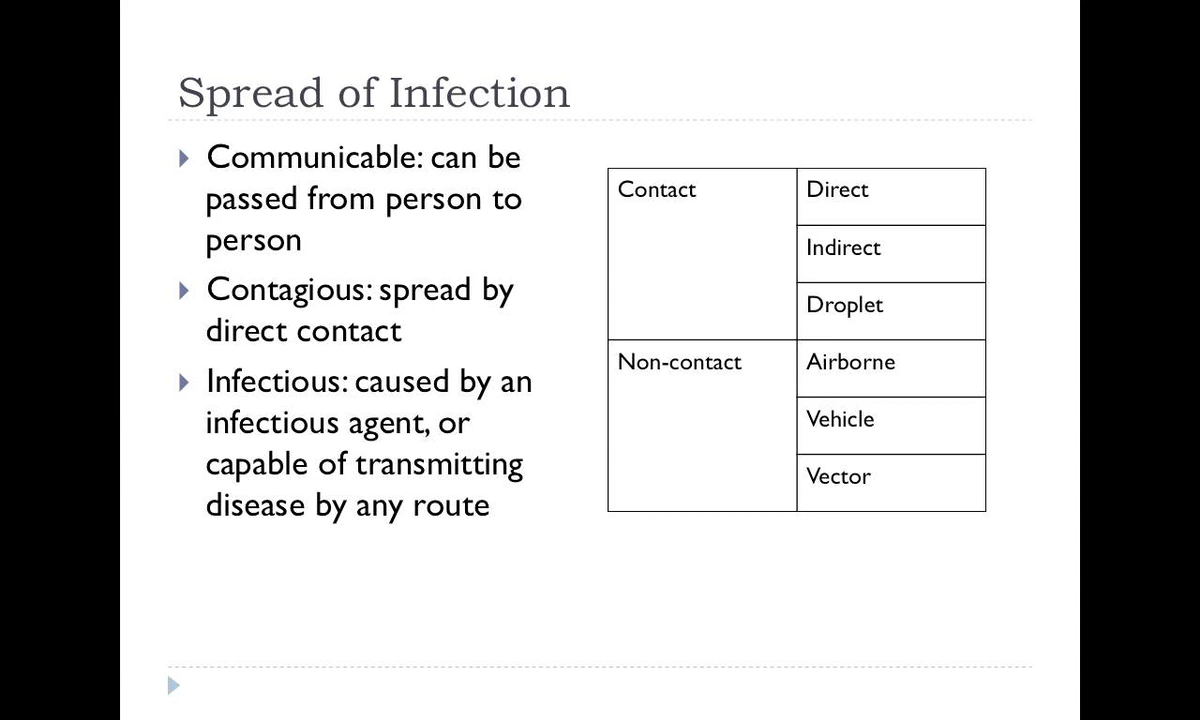 Spread of Infection
Communicable: can be
passed from person to
person
Contagious: spread by
direct contact
Infectious: caused by an
infectious agent, or
capable of transmitting
disease by any route
Contact
Direct
Indirect
Droplet
Non-contact
Airborne
Vehicle
Vector